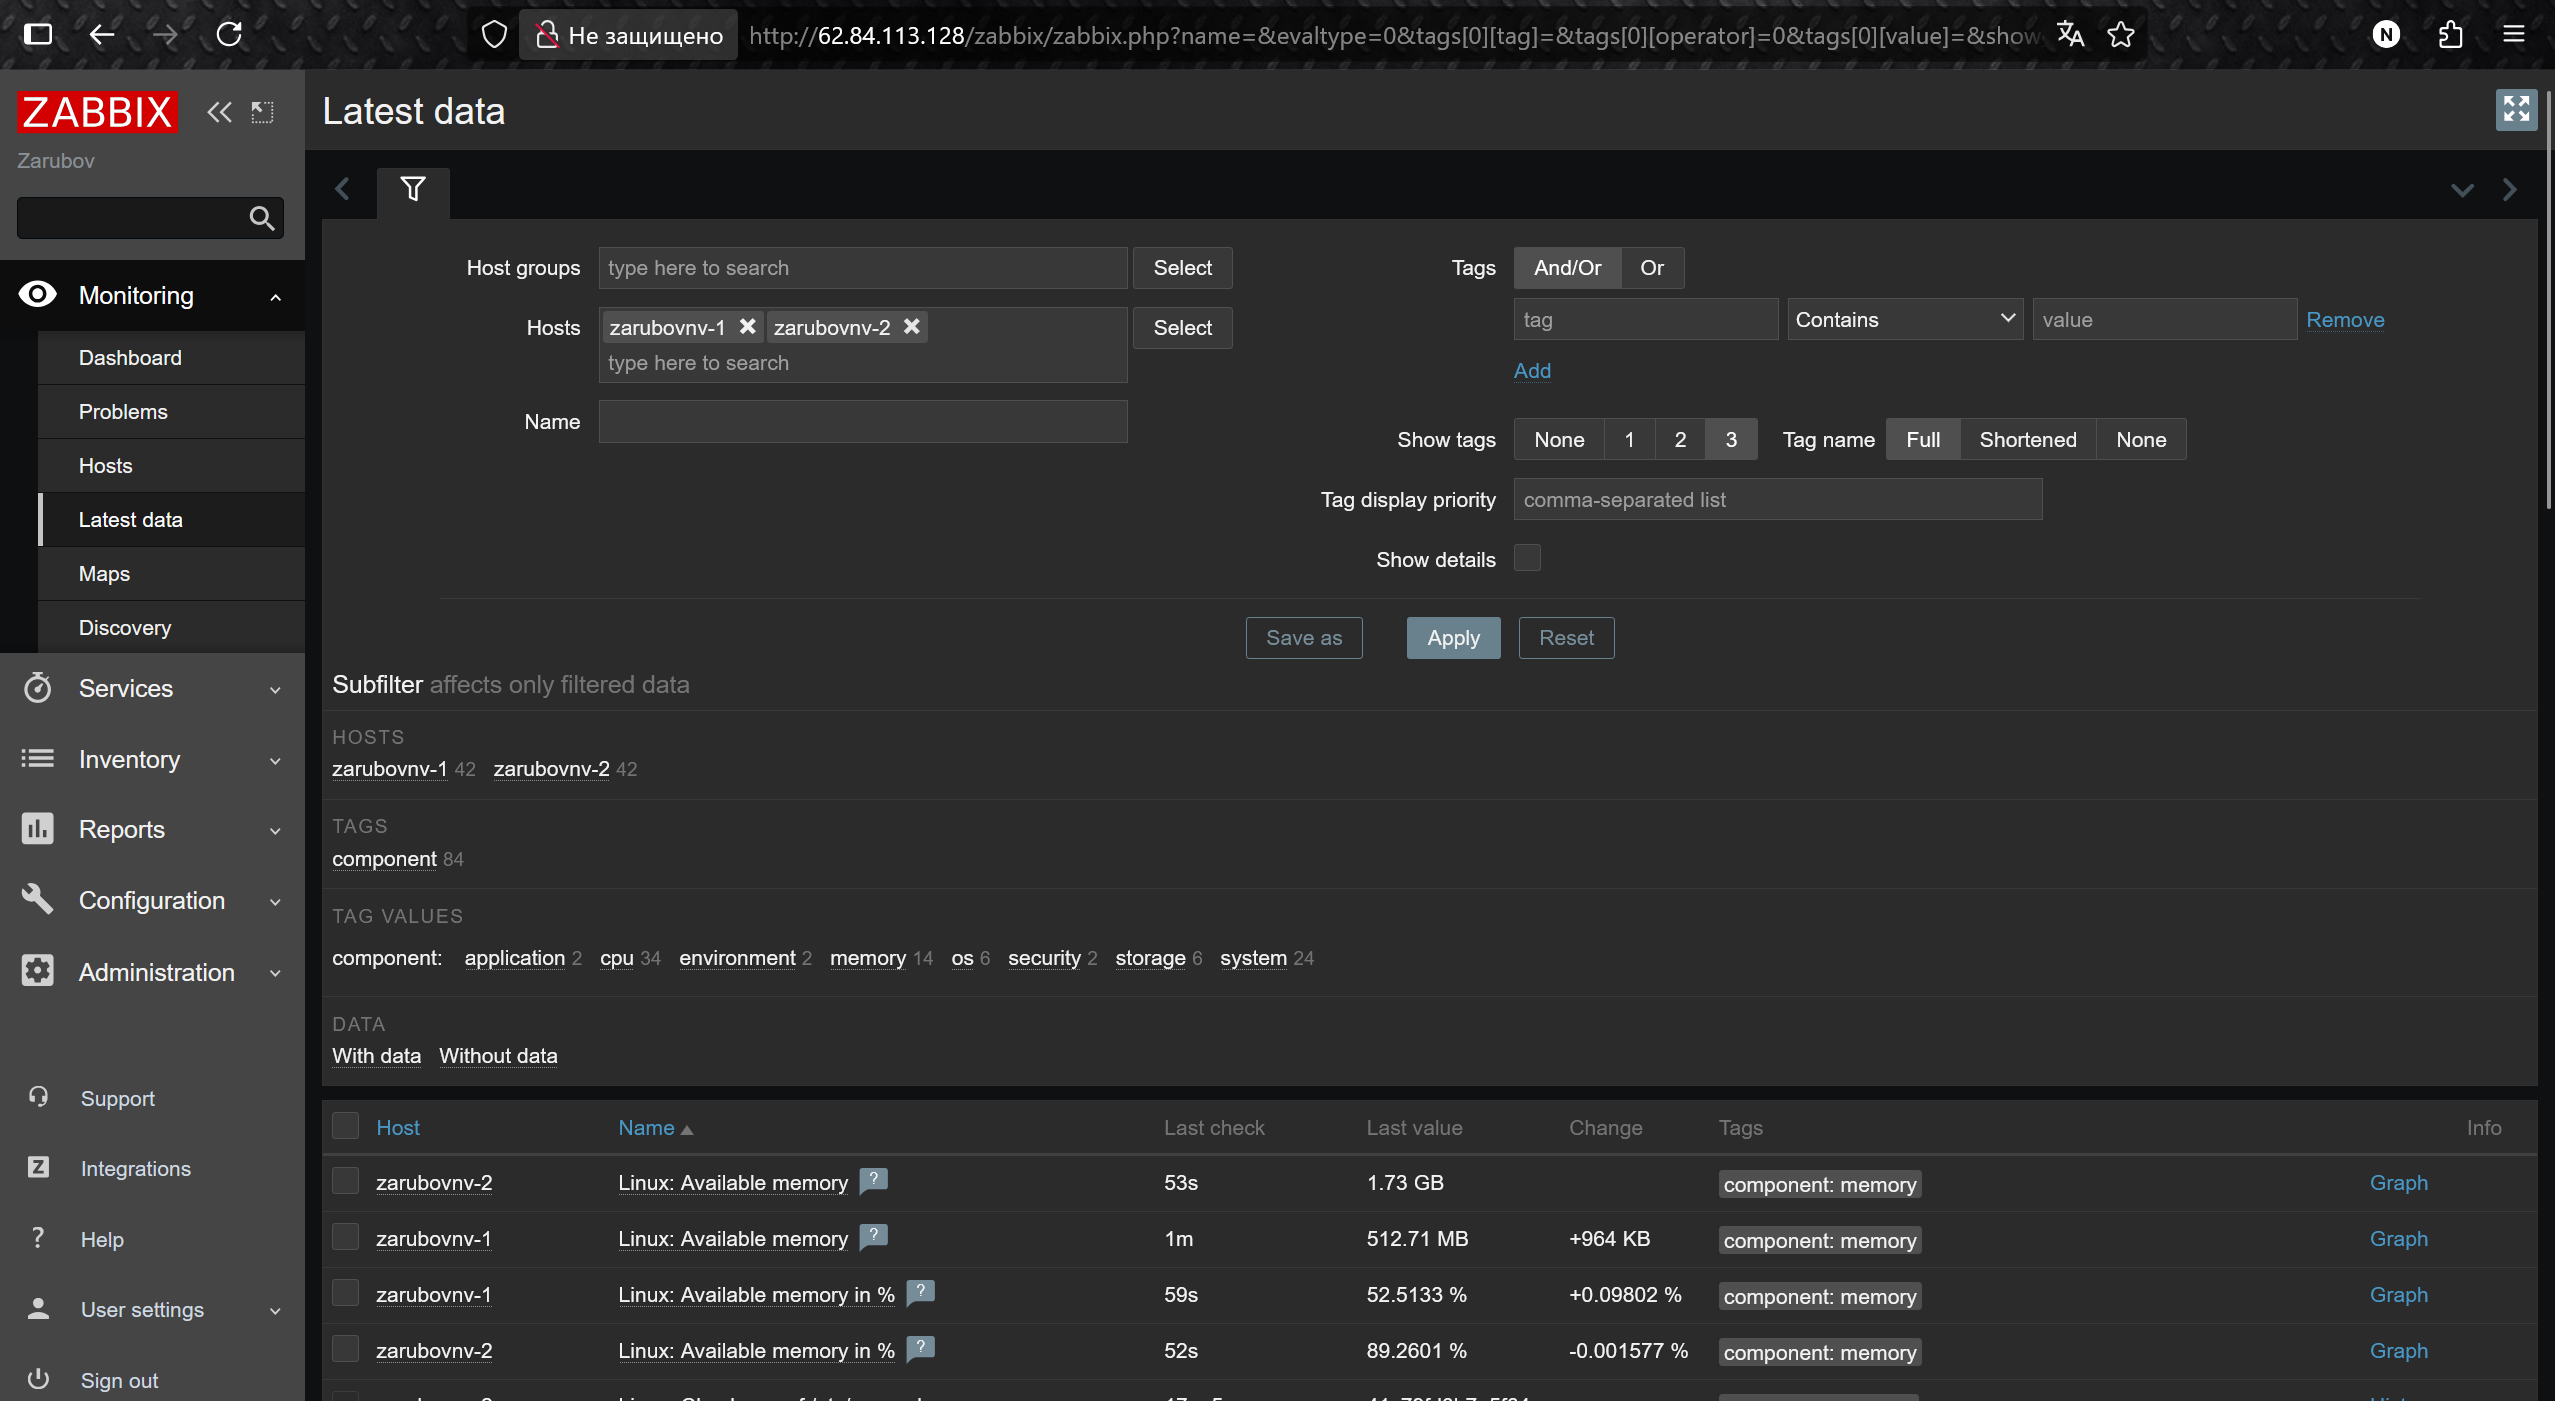 Не защищено http://62.84.113.128/zabbix/zabbix.php?name=&evaltype=0&tags[0][tag]=&tags[0][operator]=0&tags[0][value]=&show
N
ZABBIX
Zarubov
Monitoring
Dashboard
Problems
Hosts
Latest data
Maps
Discovery
Services
Inventory
Reports
Configuration
Administration
Support
Z Integrations
? Help
User settings
Sign out
Latest data
Host groups type here to search Select
Hosts zarubovnv-1 zarubovnv-2 Select
type here to search
Name
Tags And/Or Or
tag Contains value Remove
Add
Show tags None 1 2 3 Tag name Full Shortened None
Tag display priority comma-separated list
Show details
Save as Apply Reset
Subfilter affects only filtered data
HOSTS
zarubovnv-1 42 zarubovnv-2 42
TAGS
component 84
TAG VALUES
component: application 2 cpu 34 environment 2 memory 14 os 6 security 2 storage 6 system 24
DATA
With data Without data
Host Name Last check Last value Change Tags Info
zarubovnv-2 Linux: Available memory ? 53s 1.73 GB component: memory Graph
zarubovnv-1 Linux: Available memory ? 1m 512.71 MB +964 KB component: memory Graph
zarubovnv-1 Linux: Available memory in % ? 59s 52.5133 % +0.09802 % component: memory Graph
zarubovnv-2 Linux: Available memory in % ? 52s 89.2601 % -0.001577 % component: memory Graph